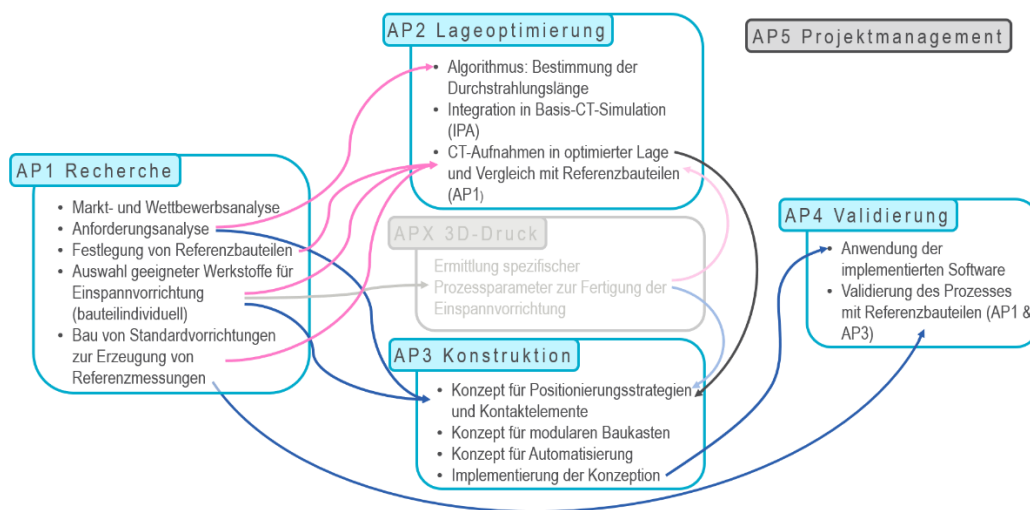 AP2 Lageoptimierung
AP5 Projektmanagement
• Algorithmus: Bestimmung der
Durchstrahlungslänge
• Integration in Basis-CT-Simulation
(IPA)
• CT-Aufnahmen in optimierter Lage
und Vergleich mit Referenzbauteilen
(AP1)
AP1 Recherche
• Markt- und Wettbewerbsanalyse
• Anforderungsanalyse
• Festlegung von Referenzbauteilen
• Auswahl geeigneter Werkstoffe für
Einspannvorrichtung
(bauteilindividuell)
• Bau von Standardvorrichtungen
zur Erzeugung von
Referenzmessungen
APX 3D-Druck
Ermittlung spezifischer
Prozessparameter zur Fertigung der
Einspannvorrichtung
AP3 Konstruktion
• Konzept für Positionierungsstrategien
und Kontaktelemente
• Konzept für modularen Baukasten
• Konzept für Automatisierung
• Implementierung der Konzeption
AP4 Validierung
• Anwendung der
implementierten Software
• Validierung des Prozesses
mit Referenzbauteilen (AP1 &
AP3)